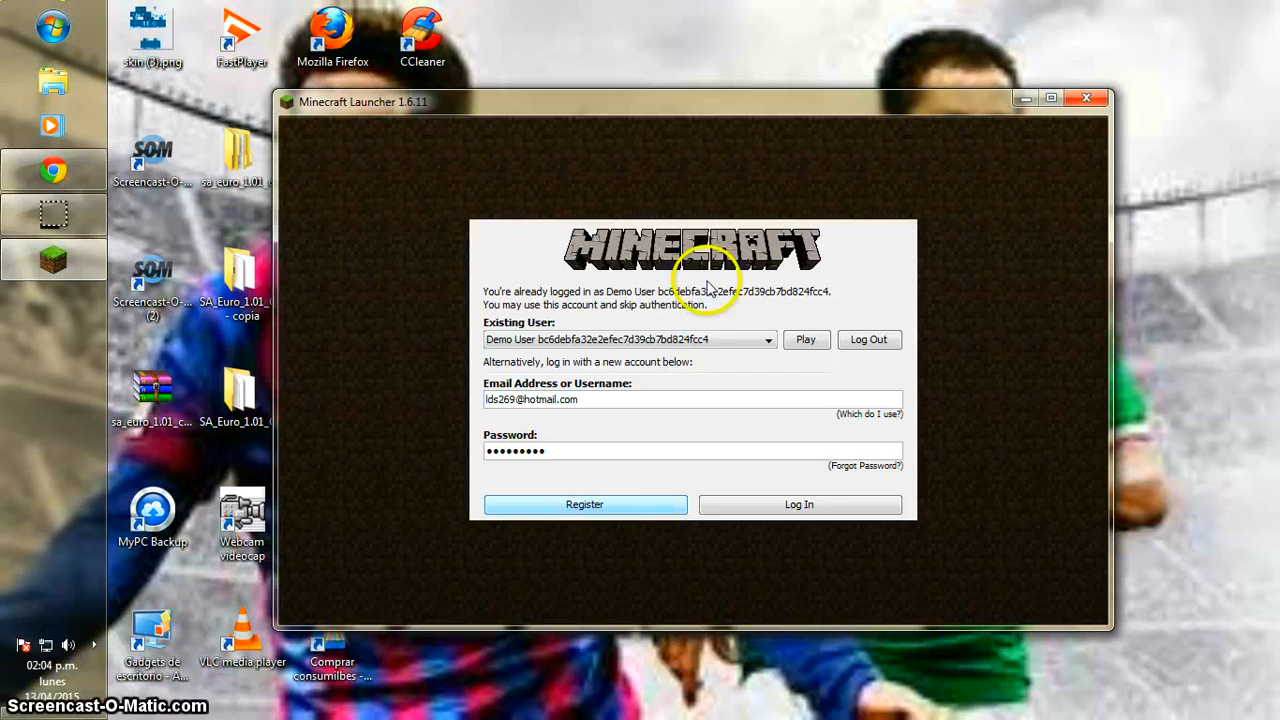 skin (3).png
FastPlayer
Mozilla Firefox
CCleaner
Minecraft Launcher 1.6.11
SOM
Screencast-O-...
sa_euro_1.01_
SOM
Screencast-O-...
(2)
SA_Euro_1.01_
- copia
sa_euro_1.01_c...
SA_Euro_1.01_
MyPC Backup
Webcam
videocap
Gadgets de
escritorio - A...
VLC media player
Comprar
consumilbes -...
MINECRAFT
You're already logged in as Demo User bc6debfa32e2efec7d39cb7bd824fcc4.
You may use this account and skip authentication.
Existing User:
Demo User bc6debfa32e2efec7d39cb7bd824fcc4
Play
Log Out
Alternatively, log in with a new account below:
Email Address or Username:
lds269@hotmail.com
(Which do I use?)
Password:
•••••••••
(Forgot Password?)
Register
Log In
02:04 p.m.
lunes
13/04/2015
Screencast-O-Matic.com